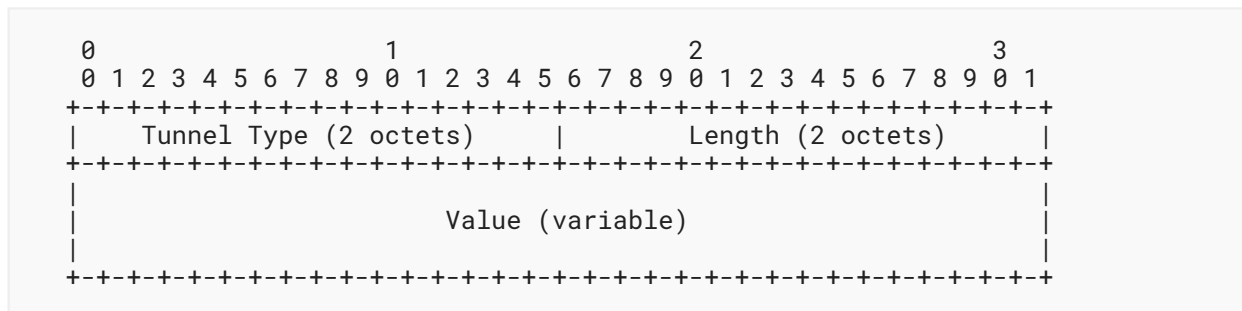 0                   1                   2                   3
 0 1 2 3 4 5 6 7 8 9 0 1 2 3 4 5 6 7 8 9 0 1 2 3 4 5 6 7 8 9 0 1
+-+-+-+-+-+-+-+-+-+-+-+-+-+-+-+-+-+-+-+-+-+-+-+-+-+-+-+-+-+-+-+-+
|    Tunnel Type (2 octets)     |        Length (2 octets)      |
+-+-+-+-+-+-+-+-+-+-+-+-+-+-+-+-+-+-+-+-+-+-+-+-+-+-+-+-+-+-+-+-+
|                                                               |
|                        Value (variable)                       |
|                                                               |
+-+-+-+-+-+-+-+-+-+-+-+-+-+-+-+-+-+-+-+-+-+-+-+-+-+-+-+-+-+-+-+-+